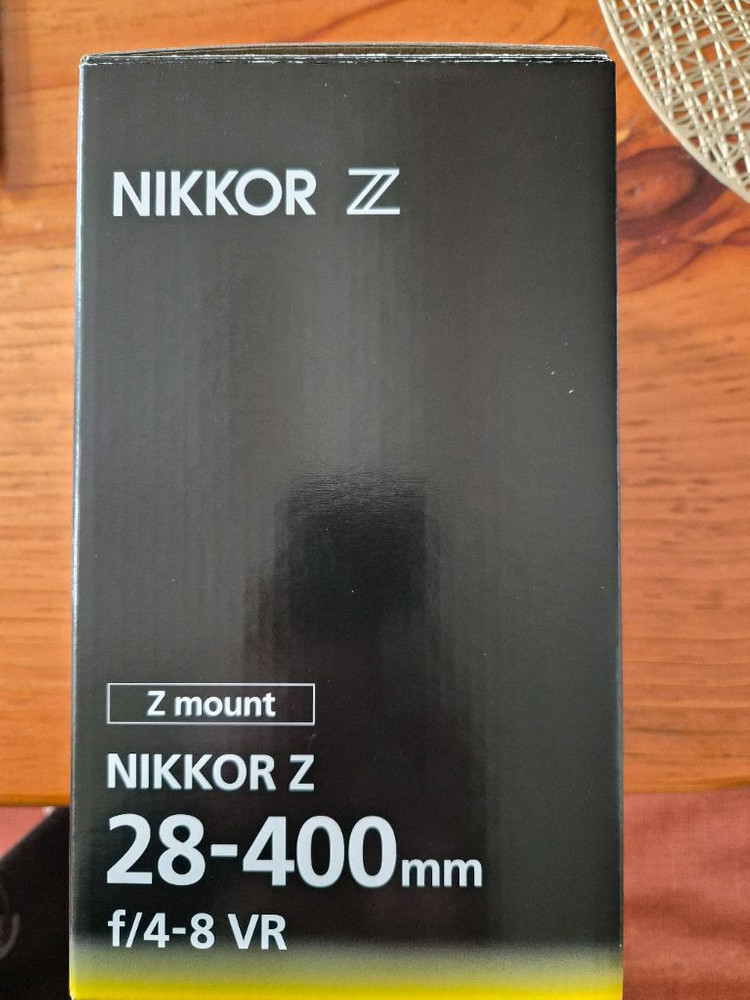 NIKKOR Z
Z mount
NIKKOR Z
28-400mm
f/4-8 VR